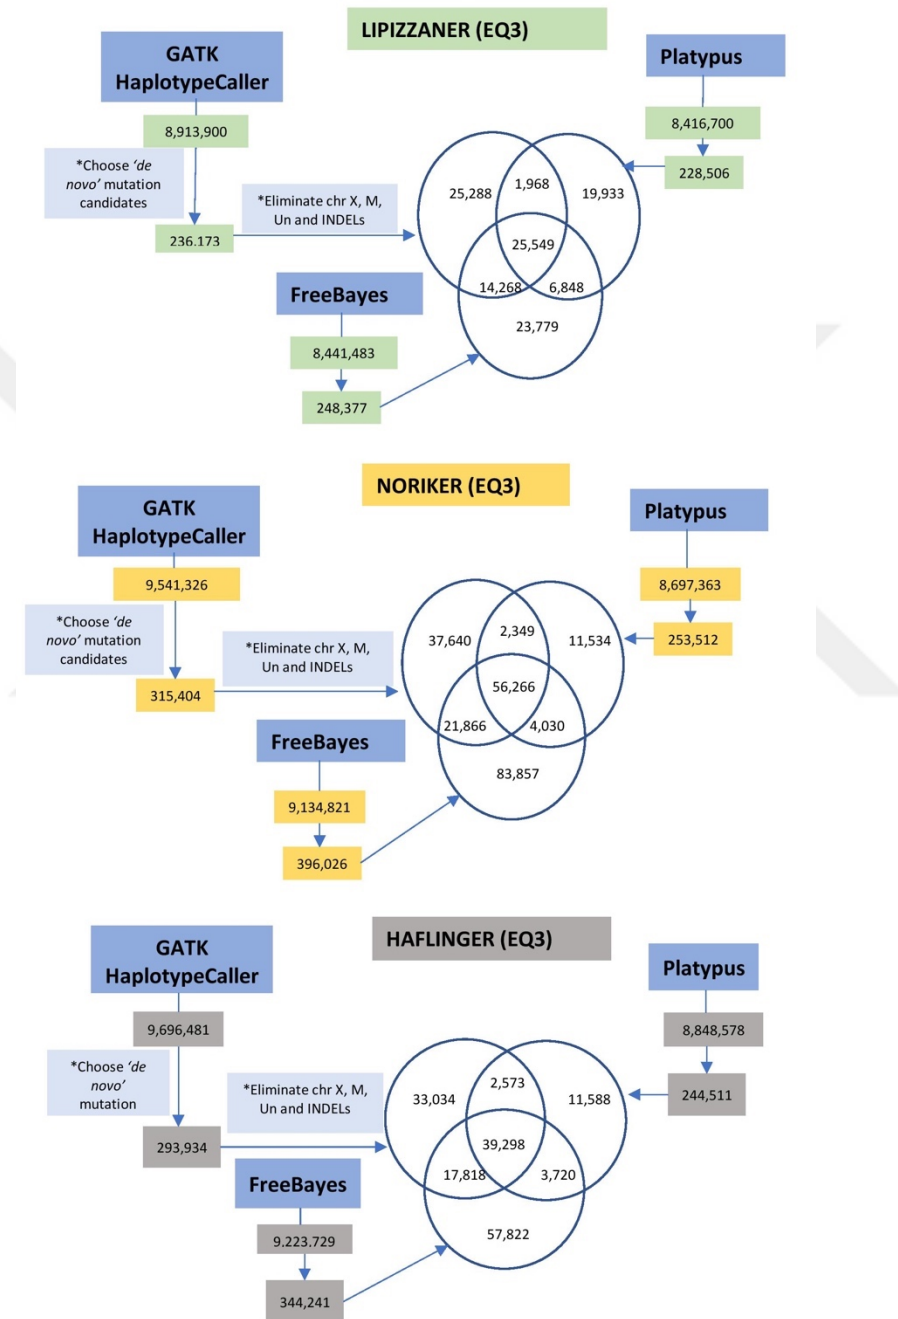 LIPIZZANER (EQ3)
GATK
HaplotypeCaller
Platypus
8,913,900
8,416,700
*Choose ‘de
novo’ mutation
candidates
*Eliminate chr X, M,
Un and INDELs
228,506
236.173
25,288
1,968
19,933
25,549
14,268
6,848
23,779
FreeBayes
8,441,483
248,377
NORIKER (EQ3)
GATK
HaplotypeCaller
Platypus
9,541,326
8,697,363
*Choose ‘de
novo’ mutation
candidates
*Eliminate chr X, M,
Un and INDELs
253,512
315,404
37,640
2,349
11,534
56,266
21,866
4,030
83,857
FreeBayes
9,134,821
396,026
HAFLINGER (EQ3)
GATK
HaplotypeCaller
Platypus
9,696,481
8,848,578
*Choose ‘de
novo’
mutation
*Eliminate chr X, M,
Un and INDELs
244,511
293,934
33,034
2,573
11,588
39,298
17,818
3,720
57,822
FreeBayes
9.223.729
344,241